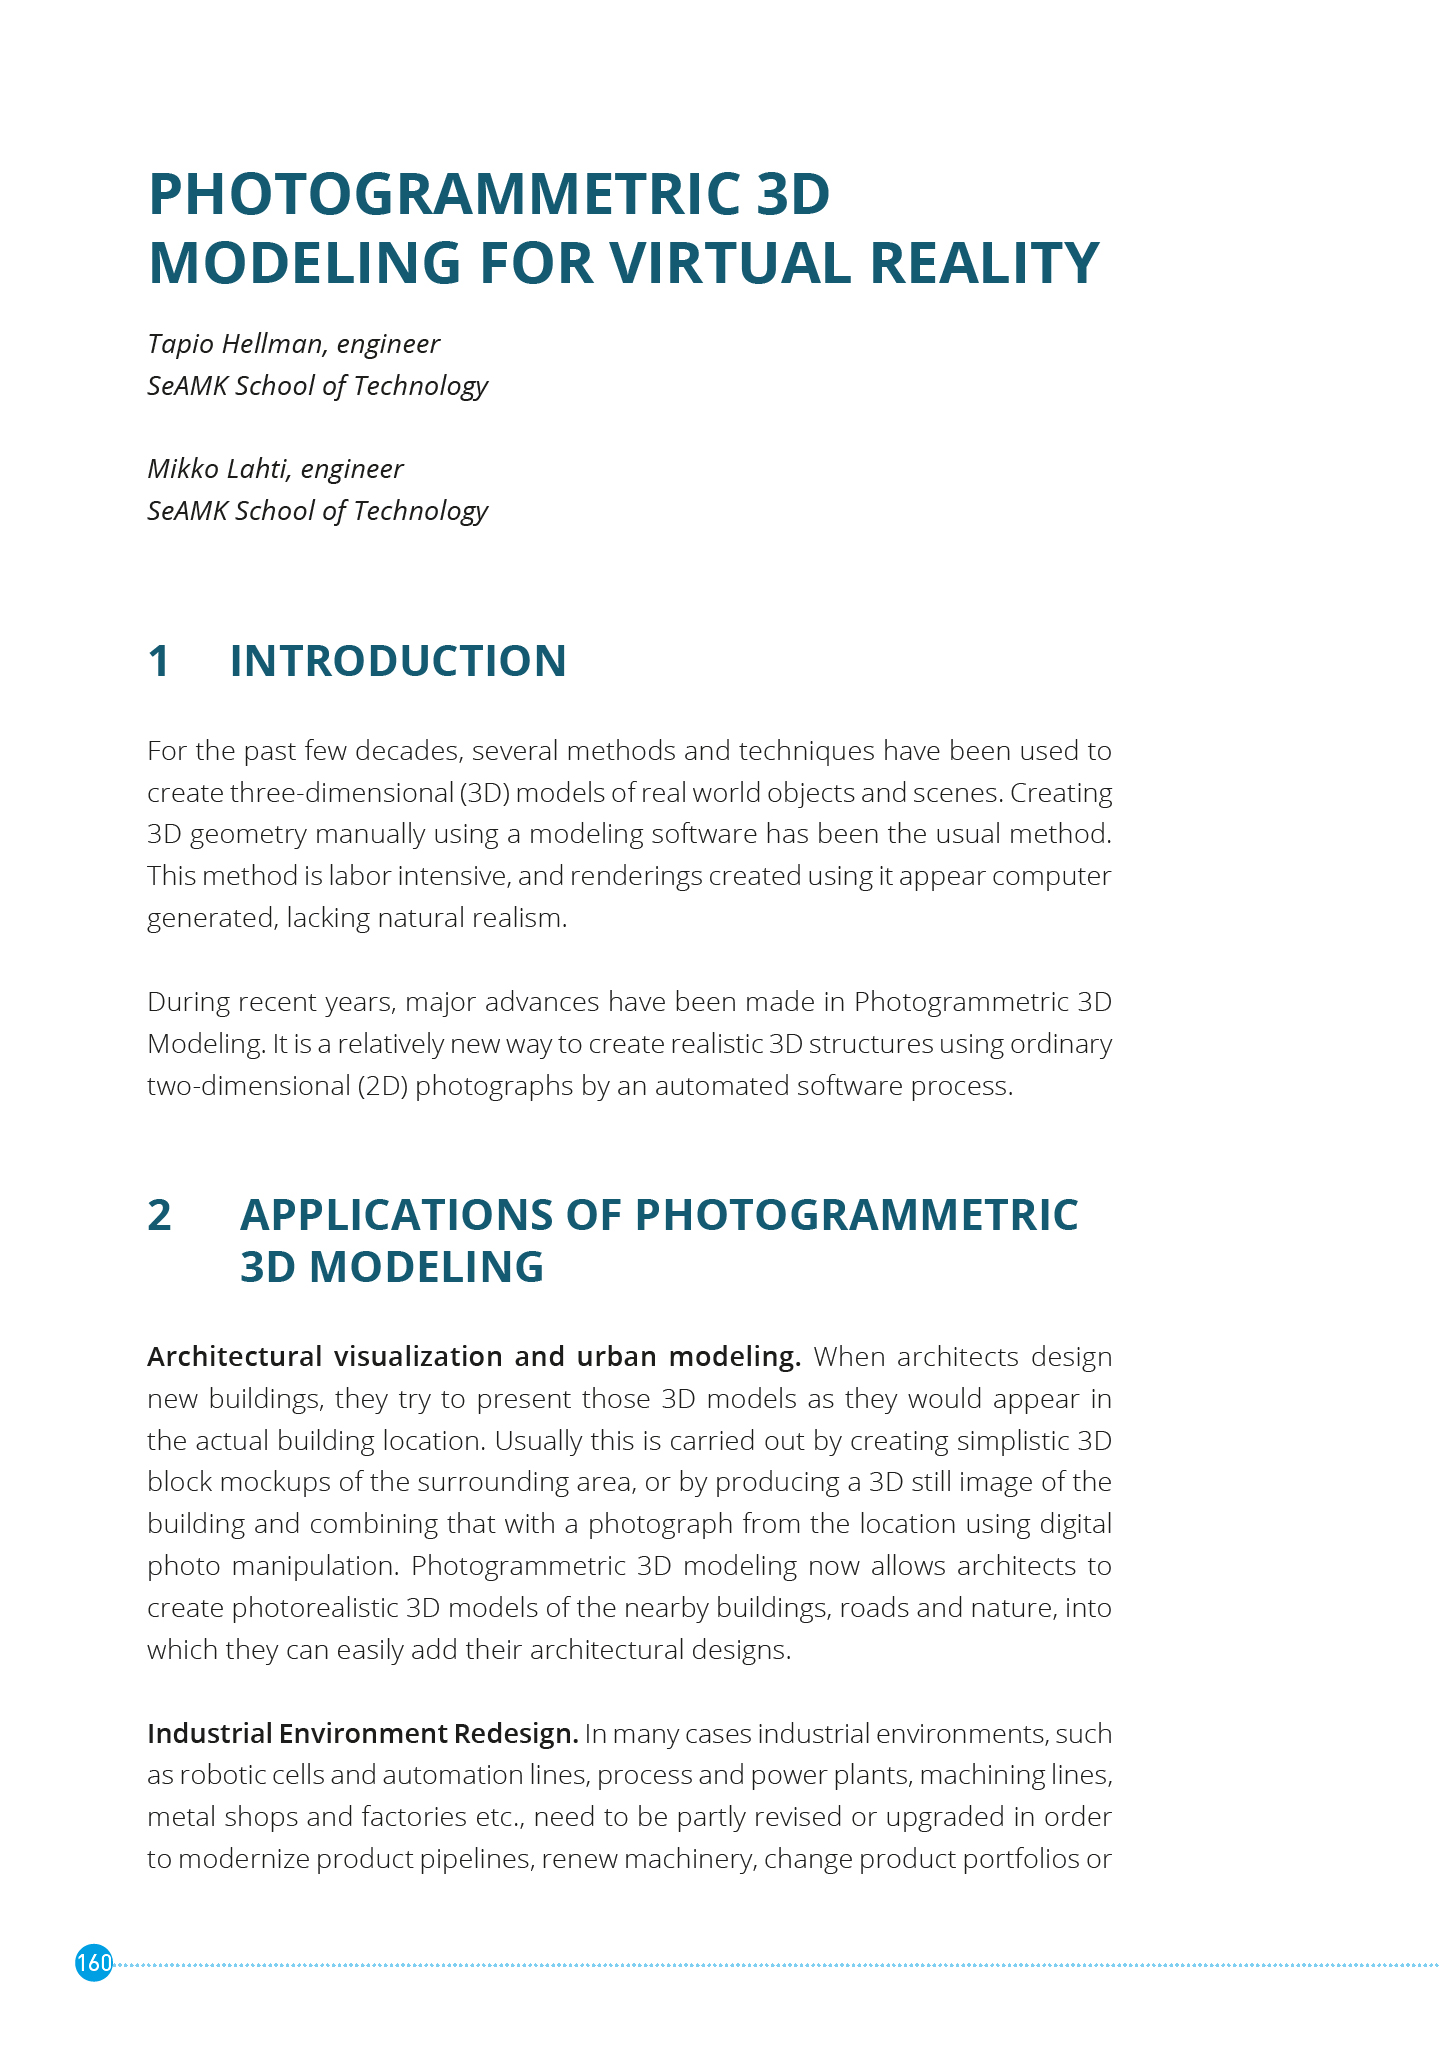 PHOTOGRAMMETRIC 3D
MODELING FOR VIRTUAL REALITY
Tapio Hellman, engineer
SeAMK School of Technology
Mikko Lahti, engineer
SeAMK School of Technology
1 INTRODUCTION
For the past few decades, several methods and techniques have been used to
create three-dimensional (3D) models of real world objects and scenes. Creating
3D geometry manually using a modeling software has been the usual method.
This method is labor intensive, and renderings created using it appear computer
generated, lacking natural realism.
During recent years, major advances have been made in Photogrammetric 3D
Modeling. It is a relatively new way to create realistic 3D structures using ordinary
two-dimensional (2D) photographs by an automated software process.
2 APPLICATIONS OF PHOTOGRAMMETRIC
3D MODELING
Architectural visualization and urban modeling. When architects design
new buildings, they try to present those 3D models as they would appear in
the actual building location. Usually this is carried out by creating simplistic 3D
block mockups of the surrounding area, or by producing a 3D still image of the
building and combining that with a photograph from the location using digital
photo manipulation. Photogrammetric 3D modeling now allows architects to
create photorealistic 3D models of the nearby buildings, roads and nature, into
which they can easily add their architectural designs.
Industrial Environment Redesign. In many cases industrial environments, such
as robotic cells and automation lines, process and power plants, machining lines,
metal shops and factories etc., need to be partly revised or upgraded in order
to modernize product pipelines, renew machinery, change product portfolios or
160